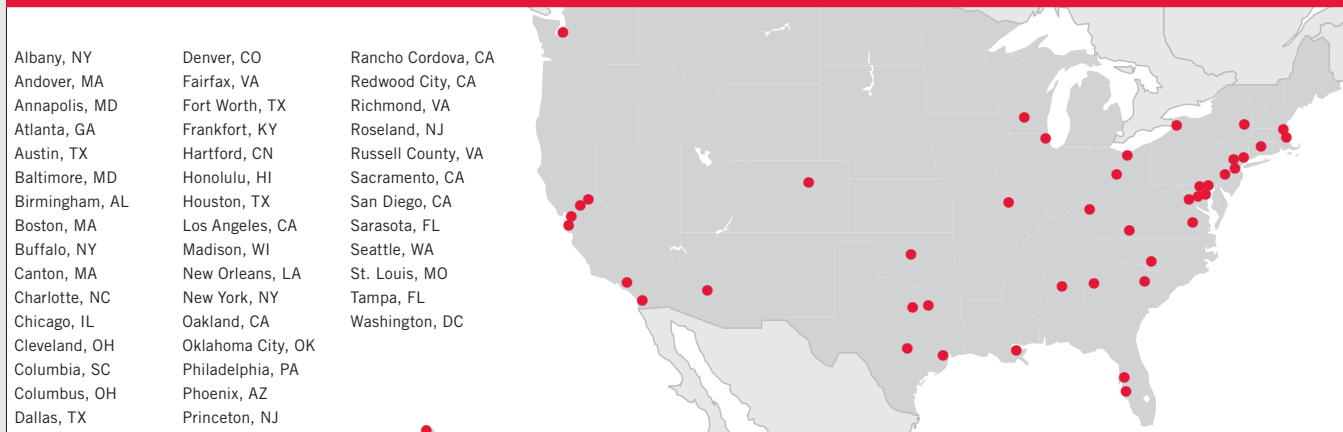 Albany, NY
Andover, MA
Annapolis, MD
Atlanta, GA
Austin, TX
Baltimore, MD
Birmingham, AL
Boston, MA
Buffalo, NY
Canton, MA
Charlotte, NC
Chicago, IL
Cleveland, OH
Columbia, SC
Columbus, OH
Dallas, TX
Denver, CO
Fairfax, VA
Fort Worth, TX
Frankfort, KY
Hartford, CN
Honolulu, HI
Houston, TX
Los Angeles, CA
Madison, WI
New Orleans, LA
New York, NY
Oakland, CA
Oklahoma City, OK
Philadelphia, PA
Phoenix, AZ
Princeton, NJ
Rancho Cordova, CA
Redwood City, CA
Richmond, VA
Roseland, NJ
Russell County, VA
Sacramento, CA
San Diego, CA
Sarasota, FL
Seattle, WA
St. Louis, MO
Tampa, FL
Washington, DC